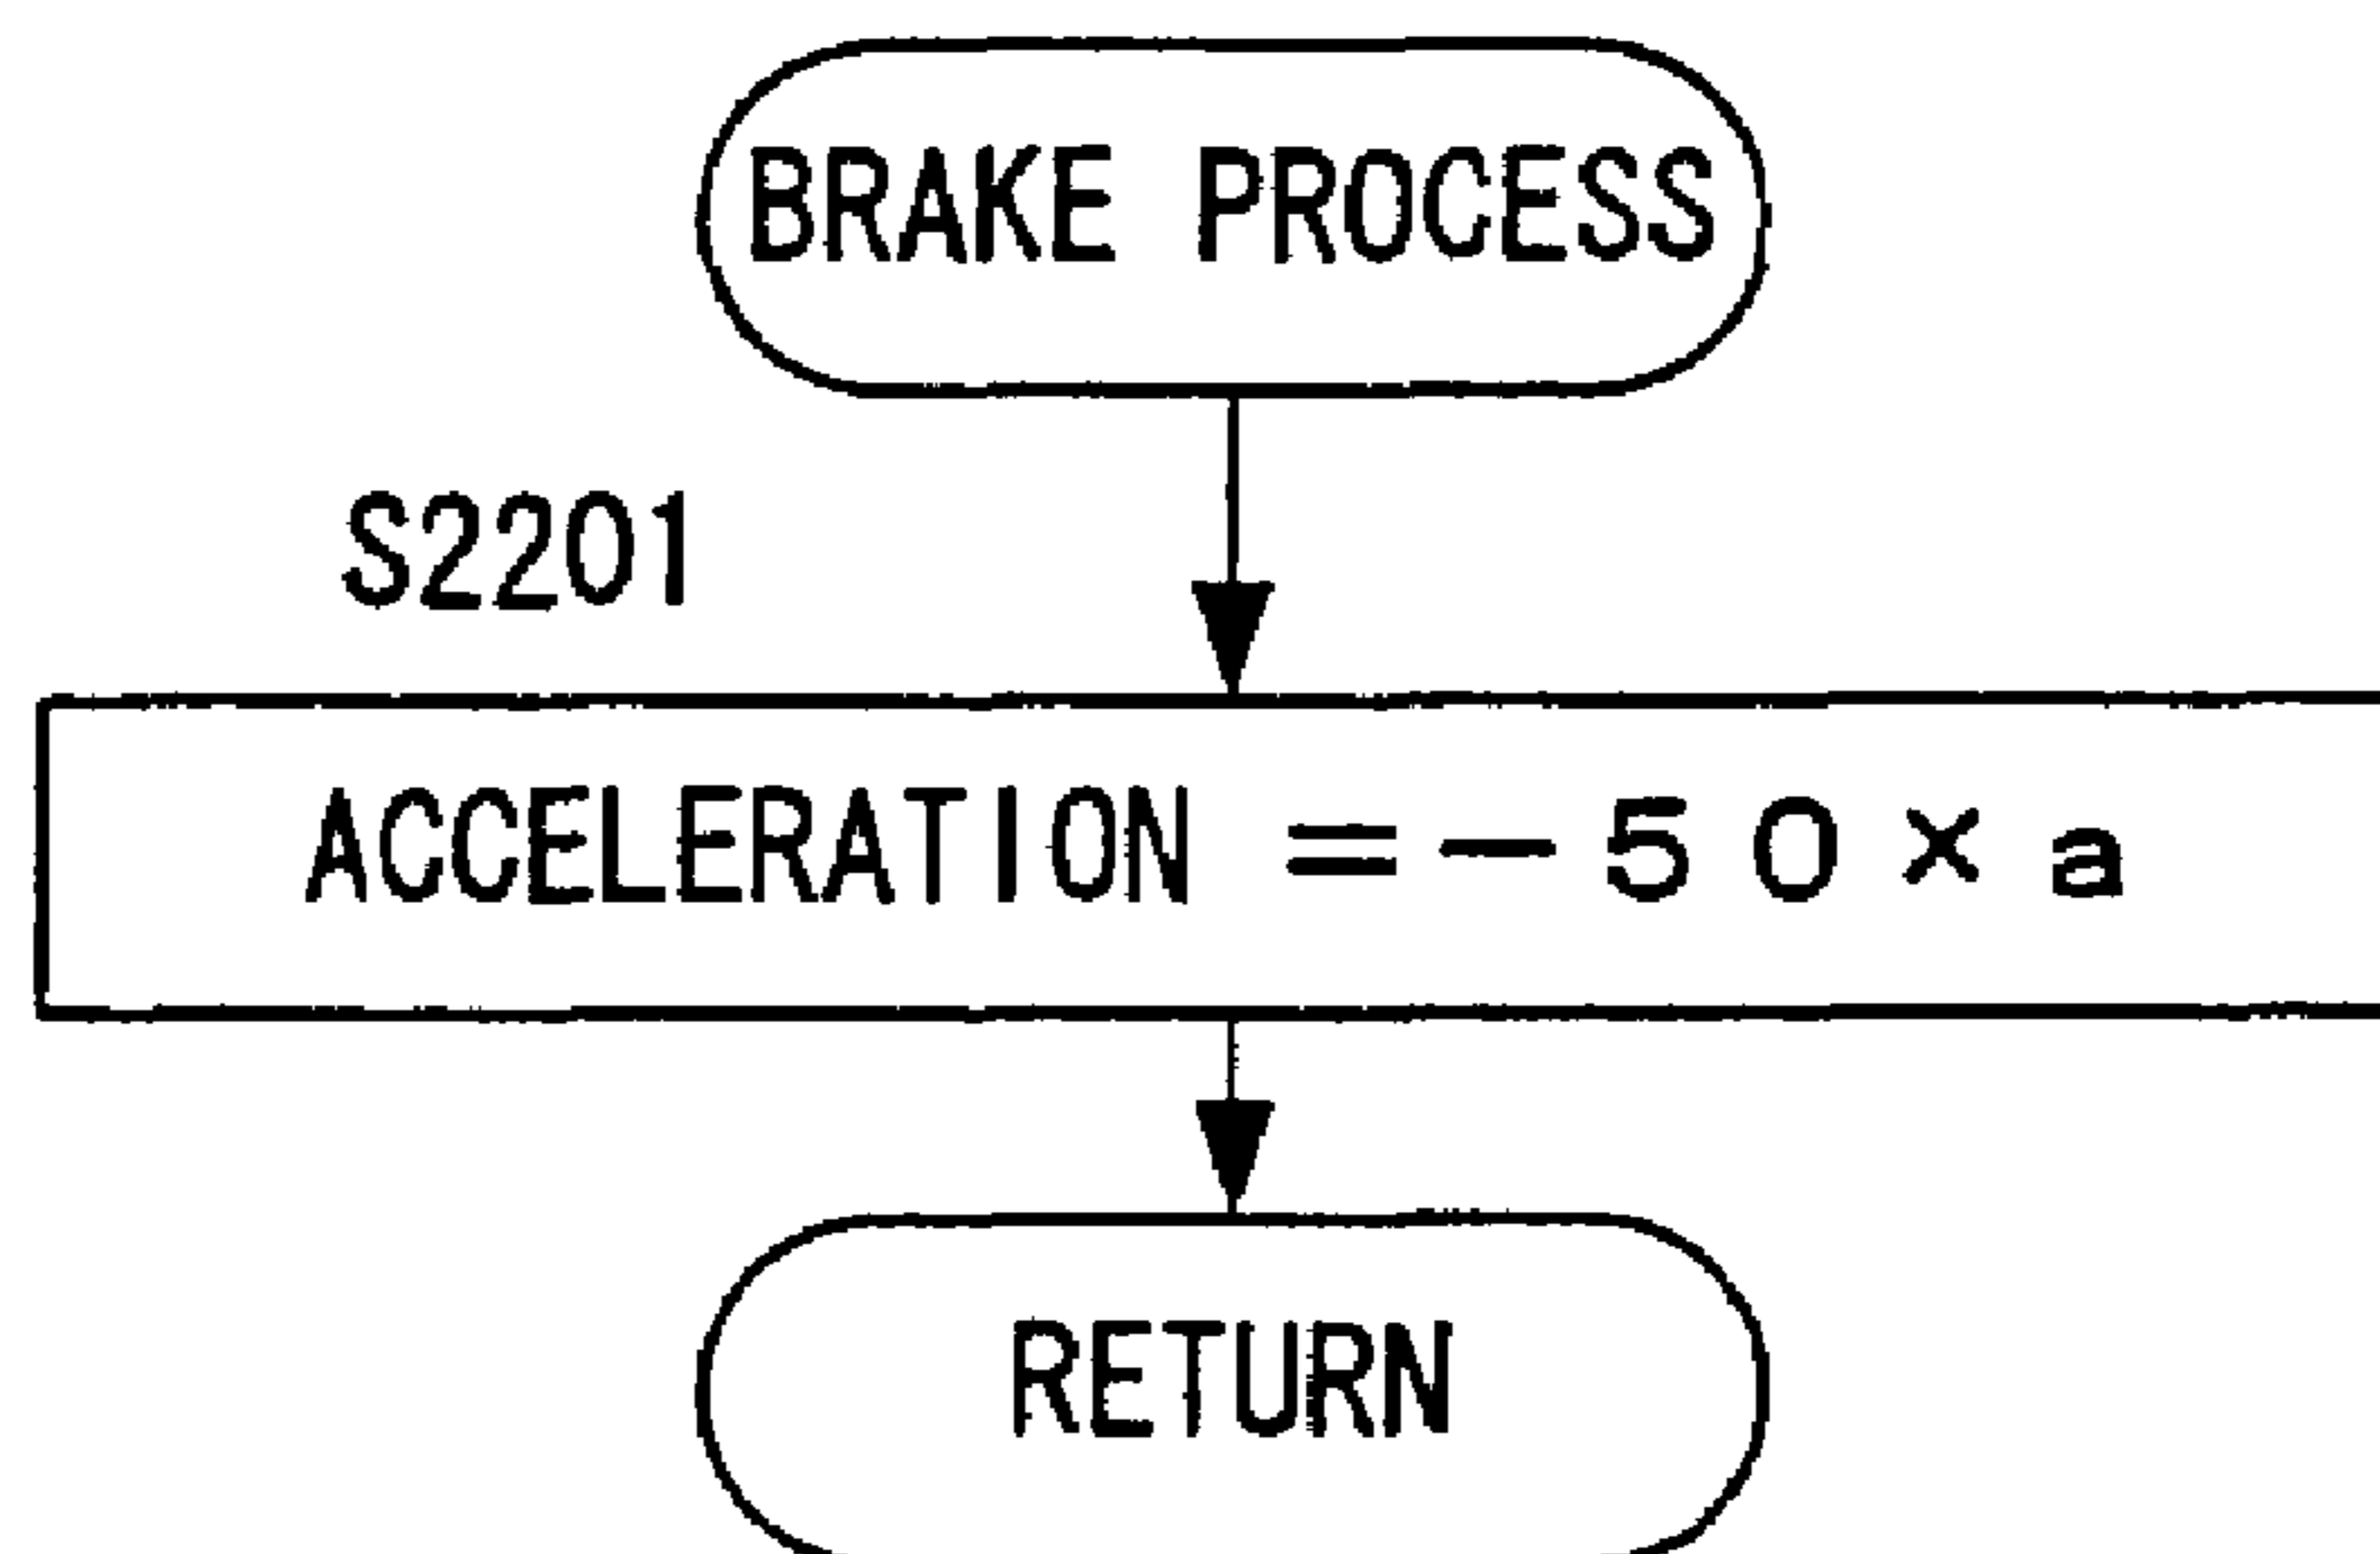 BRAKE PROCESS
S2201
ACCELERATION =-50×a
RETURN